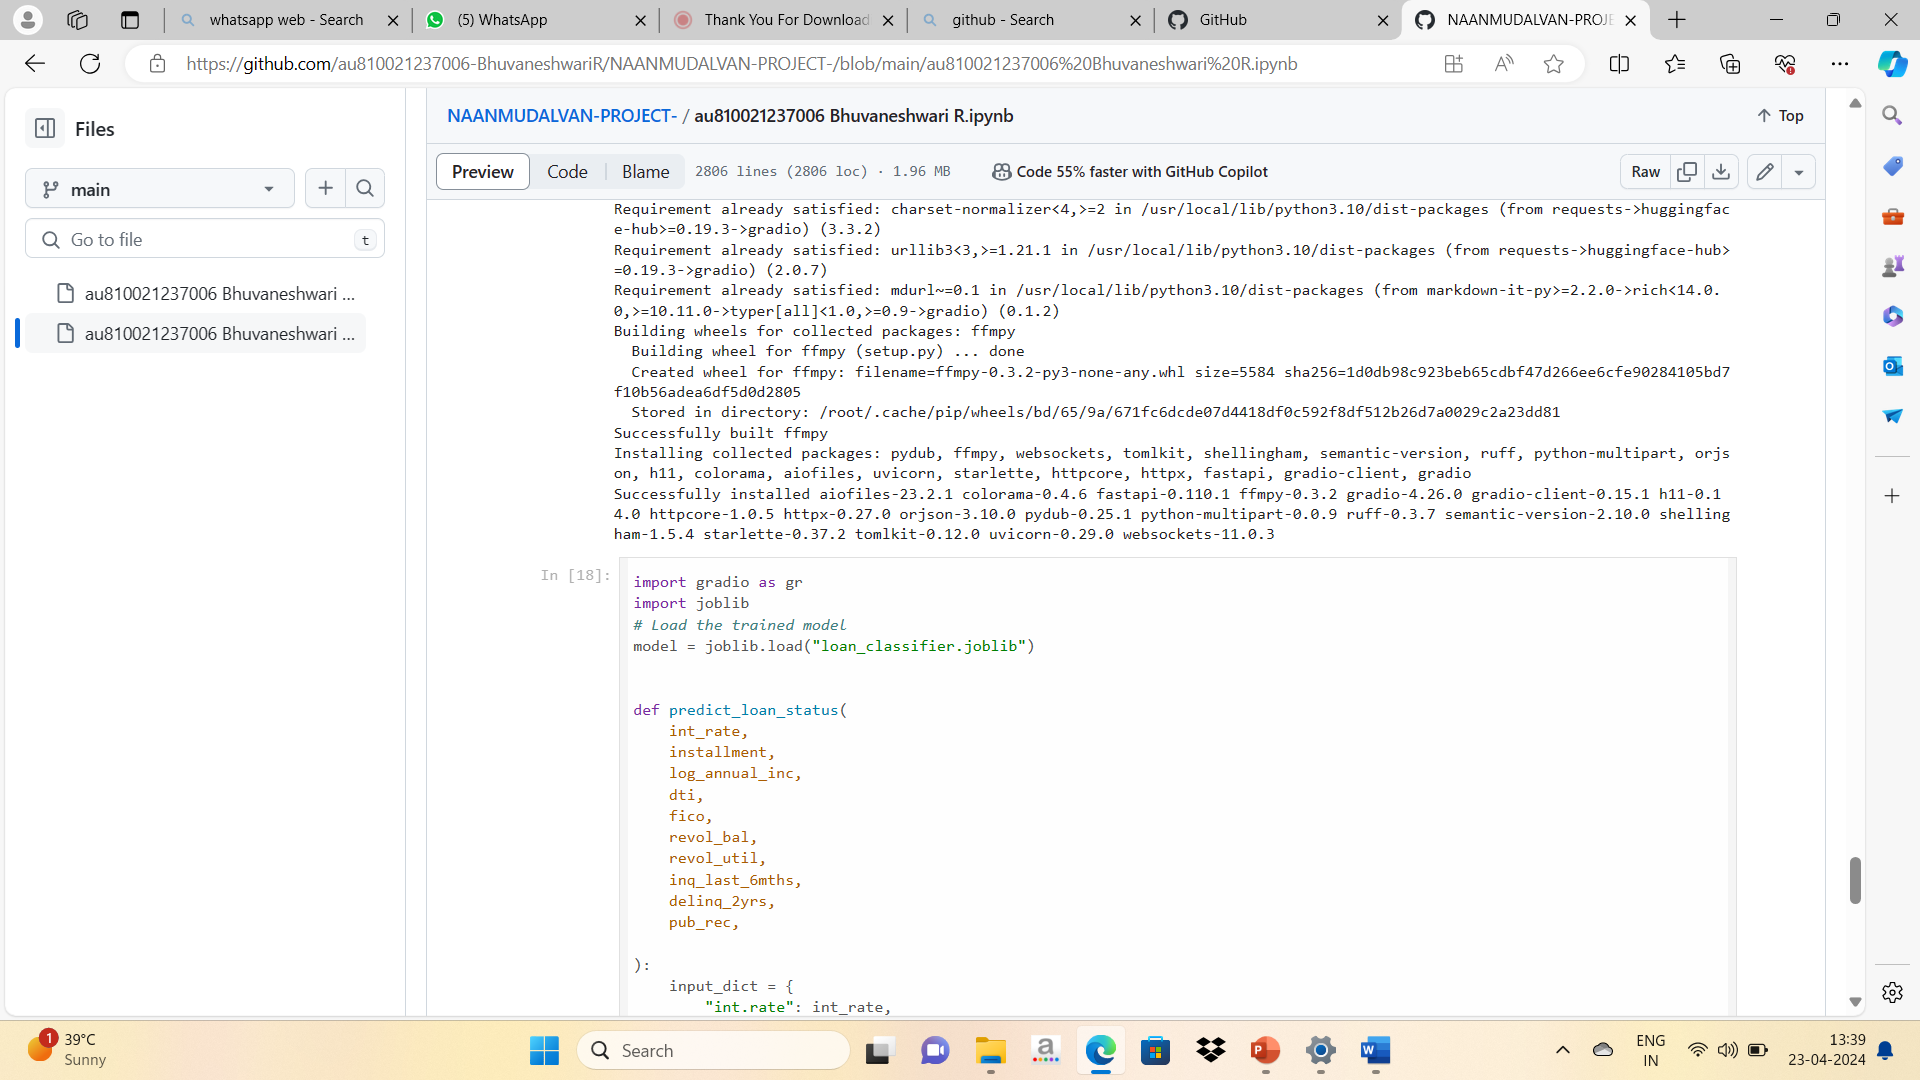 whatsapp web - Search
(5) WhatsApp
Thank You For Download
github - Search
GitHub
NAANMUDALVAN-PROJE
https://github.com/au810021237006-BhuvaneshwariR/NAANMUDALVAN-PROJECT-/blob/main/au810021237006%20Bhuvaneshwari%20R.ipynb
Files
main
Go to file
t
au810021237006 Bhuvaneshwari ...
au810021237006 Bhuvaneshwari ...
NAANMUDALVAN-PROJECT- / au810021237006 Bhuvaneshwari R.ipynb
Top
Preview
Code
Blame
2806 lines (2806 loc) · 1.96 MB
Code 55% faster with GitHub Copilot
Raw
Requirement already satisfied: charset-normalizer<4,>=2 in /usr/local/lib/python3.10/dist-packages (from requests->huggingfac
e-hub>=0.19.3->gradio) (3.3.2)
Requirement already satisfied: urllib3<3,>=1.21.1 in /usr/local/lib/python3.10/dist-packages (from requests->huggingface-hub>
=0.19.3->gradio) (2.0.7)
Requirement already satisfied: mdurl~=0.1 in /usr/local/lib/python3.10/dist-packages (from markdown-it-py>=2.2.0->rich<14.0.
0,>=10.11.0->typer[all]<1.0,>=0.9->gradio) (0.1.2)
Building wheels for collected packages: ffmpy
Building wheel for ffmpy (setup.py) ... done
Created wheel for ffmpy: filename=ffmpy-0.3.2-py3-none-any.whl size=5584 sha256=1d0db98c923beb65cdbf47d266ee6cfe90284105bd7
f10b56adea6df5d0d2805
Stored in directory: /root/.cache/pip/wheels/bd/65/9a/671fc6dcde07d4418df0c592f8df512b26d7a0029c2a23dd81
Successfully built ffmpy
Installing collected packages: pydub, ffmpy, websockets, tomlkit, shellingham, semantic-version, ruff, python-multipart, orjs
on, h11, colorama, aiofiles, uvicorn, starlette, httpcore, httpx, fastapi, gradio-client, gradio
Successfully installed aiofiles-23.2.1 colorama-0.4.6 fastapi-0.110.1 ffmpy-0.3.2 gradio-4.26.0 gradio-client-0.15.1 h11-0.1
4.0 httpcore-1.0.5 httpx-0.27.0 orjson-3.10.0 pydub-0.25.1 python-multipart-0.0.9 ruff-0.3.7 semantic-version-2.10.0 shelling
ham-1.5.4 starlette-0.37.2 tomlkit-0.12.0 uvicorn-0.29.0 websockets-11.0.3
In [18]:
import gradio as gr
import joblib
# Load the trained model
model = joblib.load("loan_classifier.joblib")
def predict_loan_status(
int_rate,
installment,
log_annual_inc,
dti,
fico,
revol_bal,
revol_util,
inq_last_6mths,
delinq_2yrs,
pub_rec,
):
input_dict = {
"int.rate": int_rate,
1
39°C
Sunny
Search
ENG
IN
13:39
23-04-2024